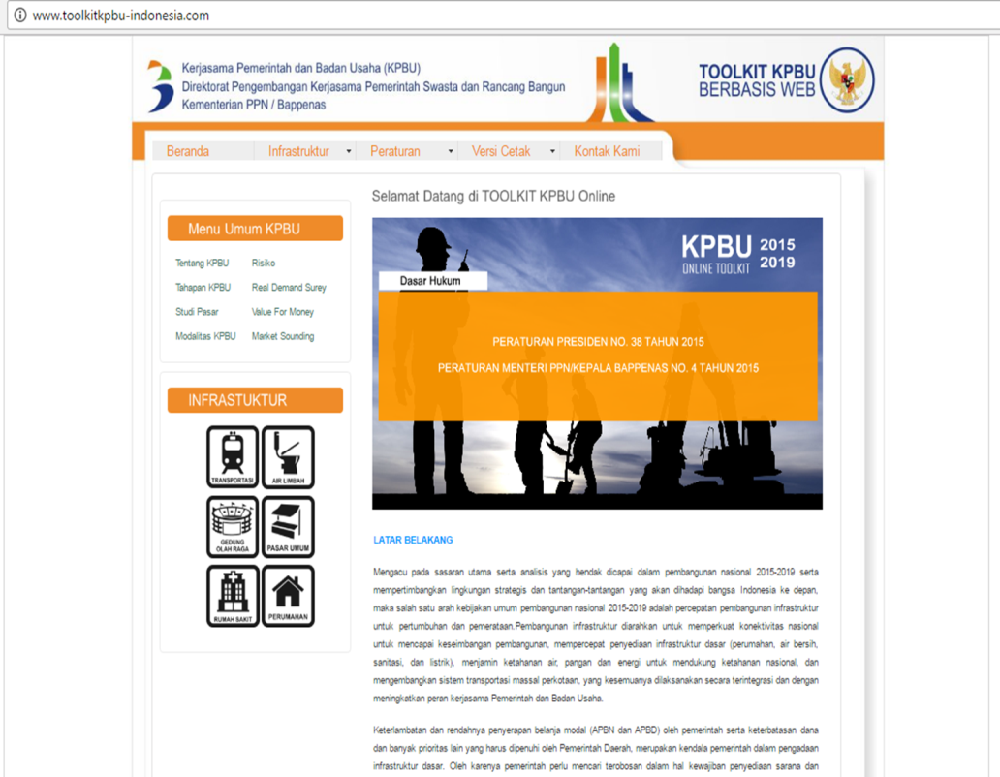 www.toolkitkpbu-indonesia.com
Kerjasama Pemerintah dan Badan Usaha (KPBU)
Direktorat Pengembangan Kerjasama Pemerintah Swasta dan Rancang Bangun
Kementerian PPN / Bappenas
TOOLKIT KPBU
BERBASIS WEB
Beranda Infrastruktur Peraturan Versi Cetak Kontak Kami
Menu Umum KPBU
Tentang KPBU Risiko
Tahapan KPBU Real Demand Surey
Studi Pasar Value For Money
Modalitas KPBU Market Sounding
INFRASTUKTUR
TRANSPORTASI AIR LIMBAH
GEDUNG
OLAH RAGA PASAR UMUM
RUMAH SAKIT PERUMAHAN
Selamat Datang di TOOLKIT KPBU Online
KPBU 2015
ONLINE TOOLKIT 2019
Dasar Hukum
PERATURAN PRESIDEN NO. 38 TAHUN 2015
PERATURAN MENTERI PPN/KEPALA BAPPENAS NO. 4 TAHUN 2015
LATAR BELAKANG
Mengacu pada sasaran utama serta analisis yang hendak dicapai dalam pembangunan nasional 2015-2019 serta
mempertimbangkan lingkungan strategis dan tantangan-tantangan yang akan dihadapi bangsa Indonesia ke depan,
maka salah satu arah kebijakan umum pembangunan nasional 2015-2019 adalah percepatan pembangunan infrastruktur
untuk pertumbuhan dan pemerataan.Pembangunan infrastruktur diarahkan untuk memperkuat konektivitas nasional
untuk mencapai keseimbangan pembangunan, mempercepat penyediaan infrastruktur dasar (perumahan, air bersih,
sanitasi, dan listrik), menjamin ketahanan air, pangan dan energi untuk mendukung ketahanan nasional, dan
mengembangkan sistem transportasi massal perkotaan, yang kesemuanya dilaksanakan secara terintegrasi dan dengan
meningkatkan peran kerjasama Pemerintah dan Badan Usaha.
Keterlambatan dan rendahnya penyerapan belanja modal (APBN dan APBD) oleh pemerintah serta keterbatasan dana
dan banyak prioritas lain yang harus dipenuhi oleh Pemerintah Daerah, merupakan kendala pemerintah dalam pengadaan
infrastruktur dasar. Oleh karenya pemerintah perlu mencari terobosan dalam hal kewajiban penyediaan sarana dan